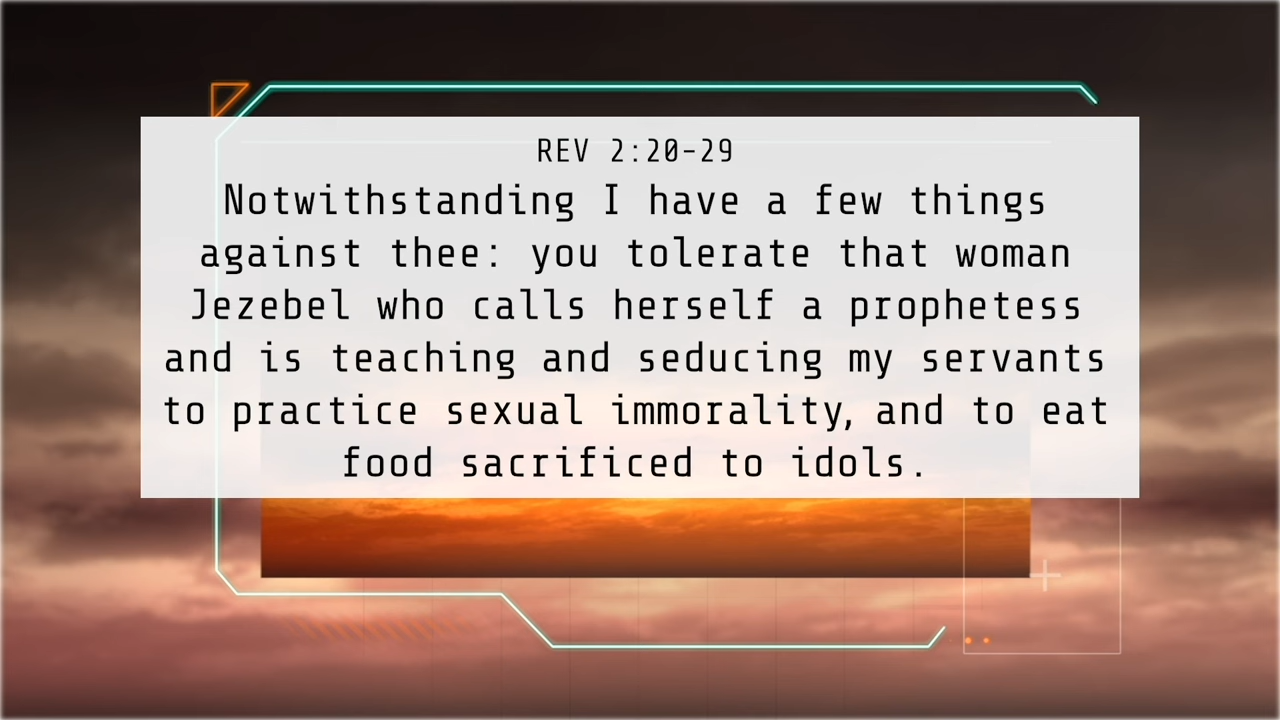 REV 2:20-29
Notwithstanding I have a few things
against thee: you tolerate that woman
Jezebel who calls herself a prophetess
and is teaching and seducing my servants
to practice sexual immorality, and to eat
food sacrificed to idols.